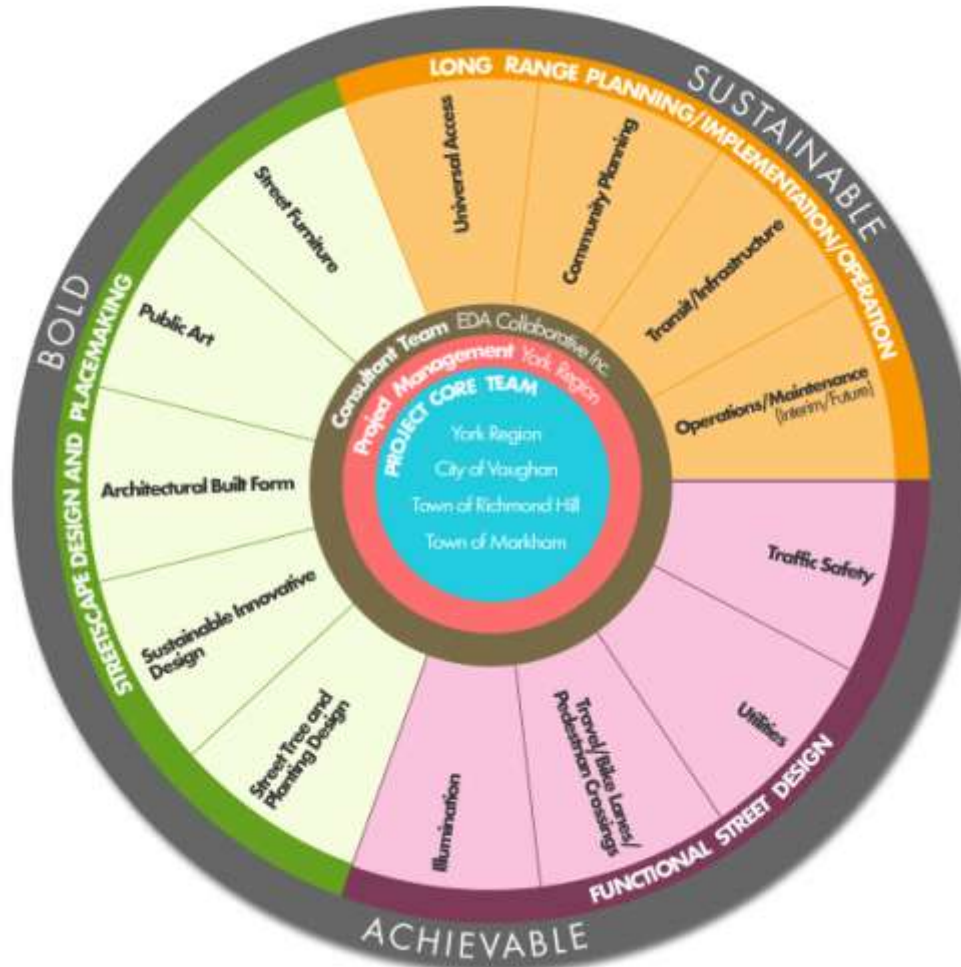 BOLD
SUSTAINABLE
ACHIEVABLE
LONG RANGE PLANNING/IMPLEMENTATION/OPERATION
Universal Access
Community Planning
Transit/Infrastructure
Operations/Maintenance
(Interim/Future)
FUNCTIONAL STREET DESIGN
Traffic Safety
Utilities
Travel/Bike Lanes/
Pedestrian Crossings
Illumination
STREETSCAPE DESIGN AND PLACEMAKING
Street Furniture
Public Art
Architectural Built Form
Sustainable Innovative
Design
Street Tree and
Planting Design
Consultant Team EDA Collaborative Inc.
Project Management York Region
PROJECT CORE TEAM
York Region
City of Vaughan
Town of Richmond Hill
Town of Markham